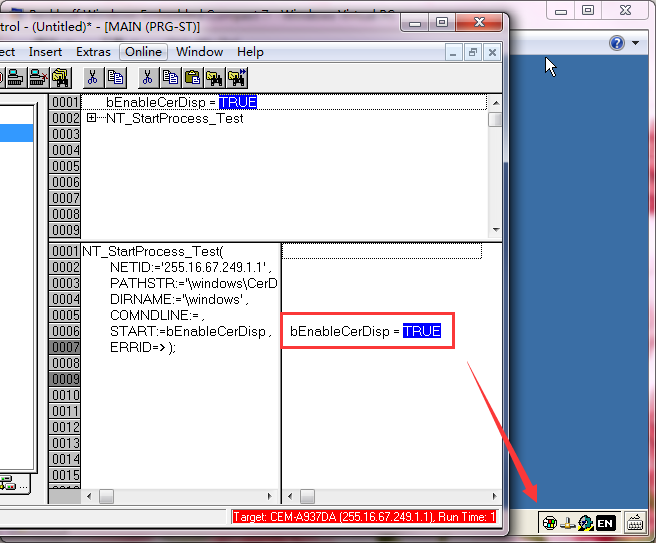 ntrol - (Untitled)* - [MAIN (PRG-ST)]
ect Insert Extras Online Window Help
0001 bEnableCerDisp = TRUE
0002 NT_StartProcess_Test
0003
0004
0005
0006
0007
0008
0009
0001 NT_StartProcess_Test(
0002 NETID:='255.16.67.249.1.1',
0003 PATHSTR:='\windows\CerD
0004 DIRNAME:='\windows',
0005 COMNDLINE:= ,
0006 START:=bEnableCerDisp, bEnableCerDisp = TRUE
0007 ERRID=> );
0008
0009
0010
0011
0012
0013
0014
0015
Target: CEM-A937DA (255.16.67.249.1.1), Run Time: 1
EN